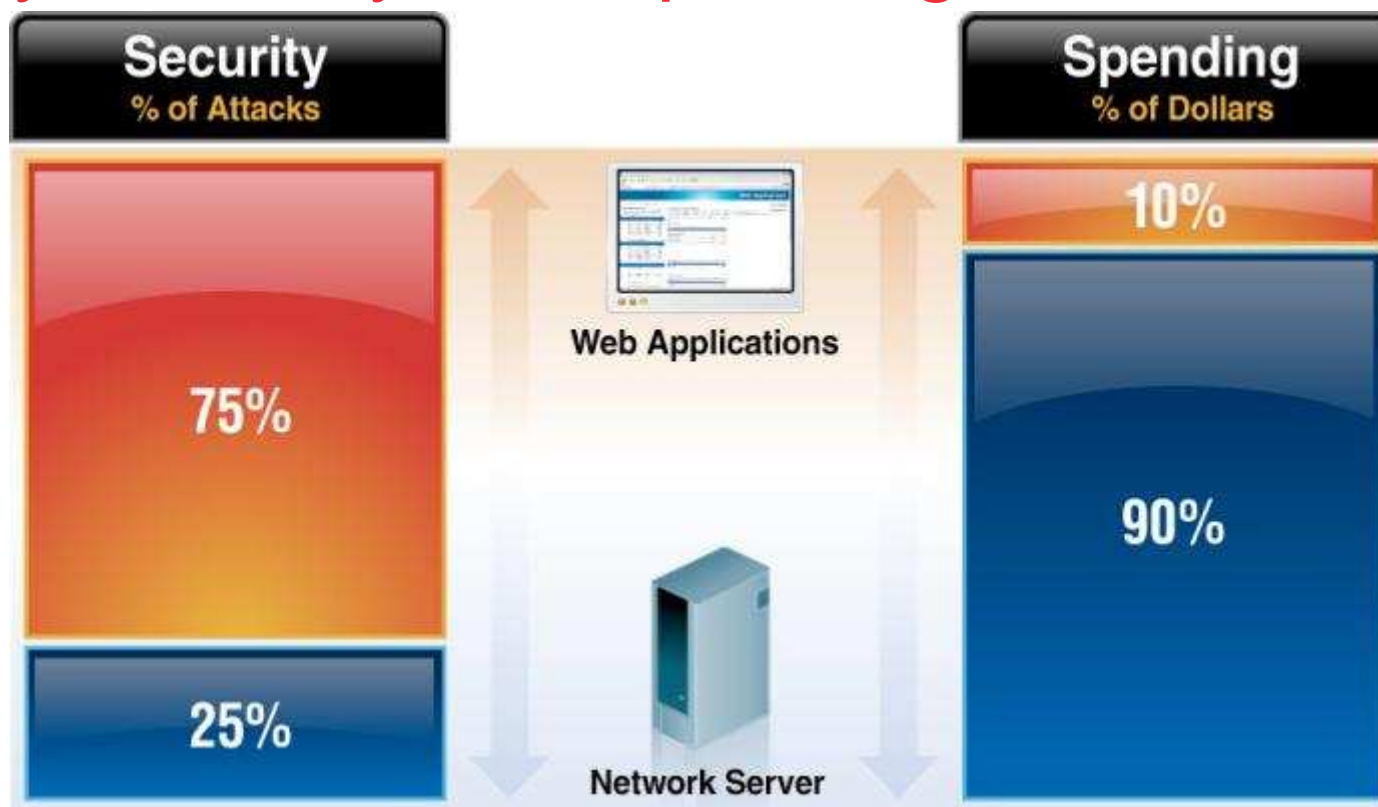 Security
% of Attacks
Spending
% of Dollars
10%
Web Applications
75%
90%
25%
Network Server